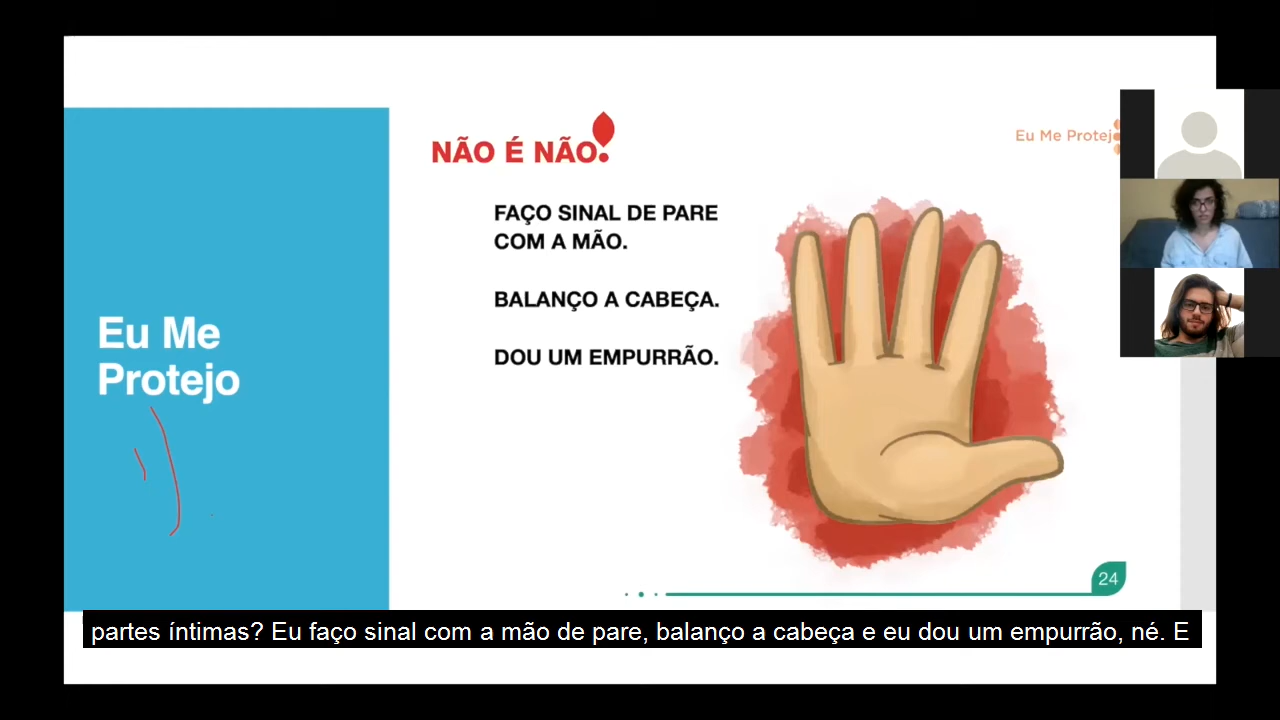 Eu Me
Protejo
NÃO É NÃO!
FAÇO SINAL DE PARE
COM A MÃO.
BALANÇO A CABEÇA.
DOU UM EMPURRÃO.
Eu Me Protejo
24
partes íntimas? Eu faço sinal com a mão de pare, balanço a cabeça e eu dou um empurrão, né. E